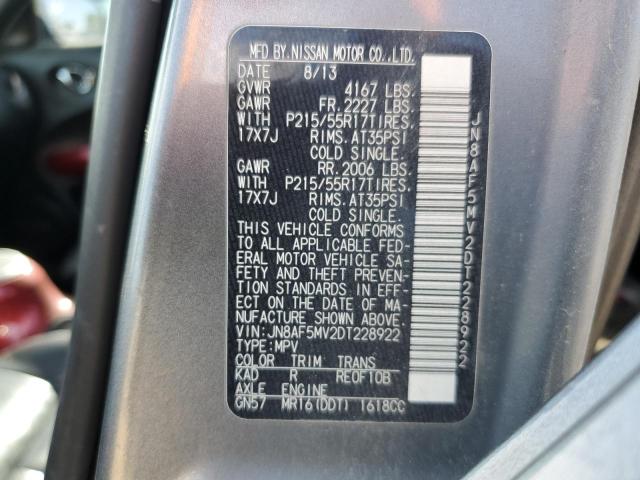 MFD BY. NISSAN MOTOR CO.,LTD.
DATE 8/13
GVWR 4167 LBS.
GAWR FR. 2227 LBS.
WITH P215/55R17TIRES,
17X7J RIMS. AT35PSI
COLD SINGLE.
GAWR RR. 2006 LBS.
WITH P215/55R17TIRES,
17X7J RIMS. AT35PSI
COLD SINGLE.
THIS VEHICLE CONFORMS
TO ALL APPLICABLE FED-
ERAL MOTOR VEHICLE SA-
FETY AND THEFT PREVEN-
TION STANDARDS IN EFF-
ECT ON THE DATE OF MA-
NUFACTURE SHOWN ABOVE.
VIN:JN8AF5MV2DT228922
TYPE:MPV
COLOR TRIM TRANS
KAD R RE0F10B
AXLE ENGINE
GN57 MR16(DDT) 1618CC
JN8AF5MV2DT228922